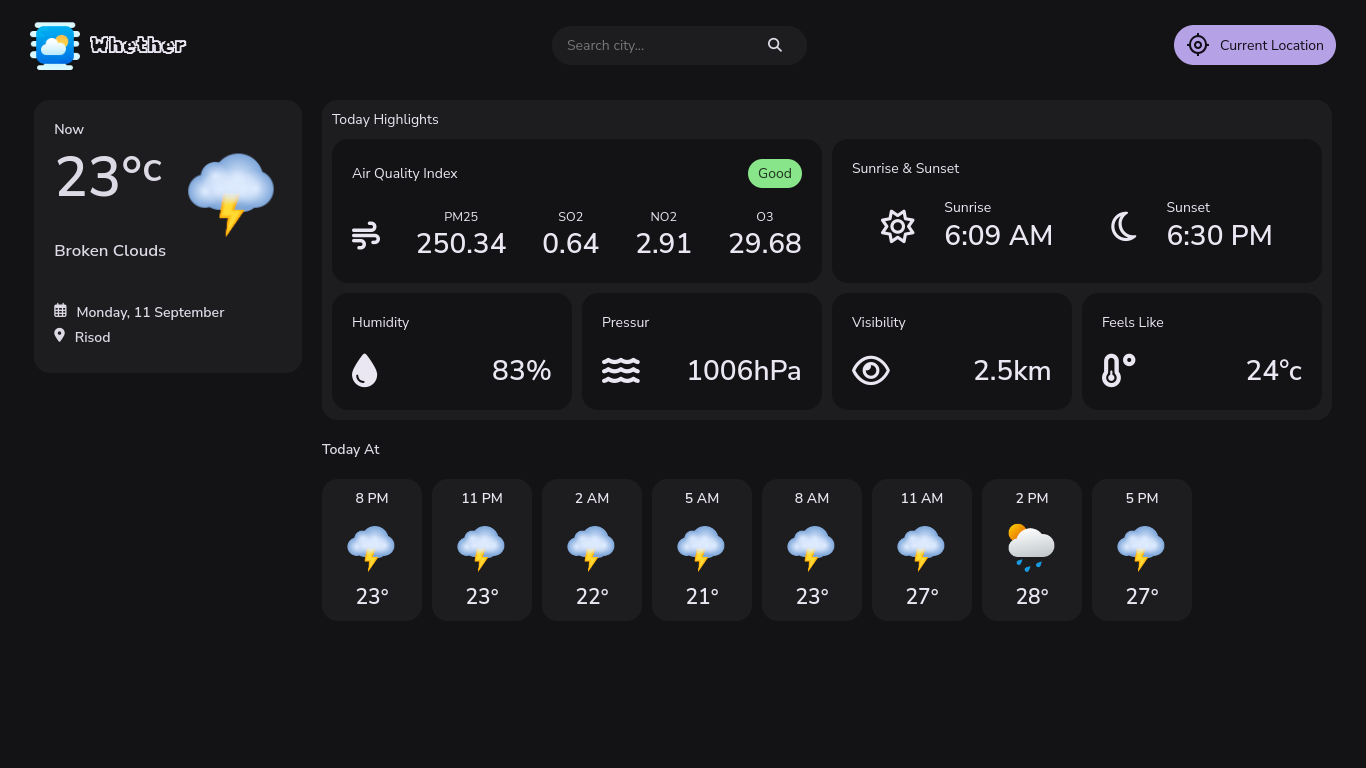 Whether
Search city...
Current Location
Now
23°c
Broken Clouds
Monday, 11 September
Risod
Today Highlights
Air Quality Index
Good
PM25 SO2 NO2 O3
250.34 0.64 2.91 29.68
Sunrise & Sunset
Sunrise
6:09 AM
Sunset
6:30 PM
Humidity
83%
Pressur
1006hPa
Visibility
2.5km
Feels Like
24°c
Today At
8 PM 11 PM 2 AM 5 AM 8 AM 11 AM 2 PM 5 PM
23° 23° 22° 21° 23° 27° 28° 27°